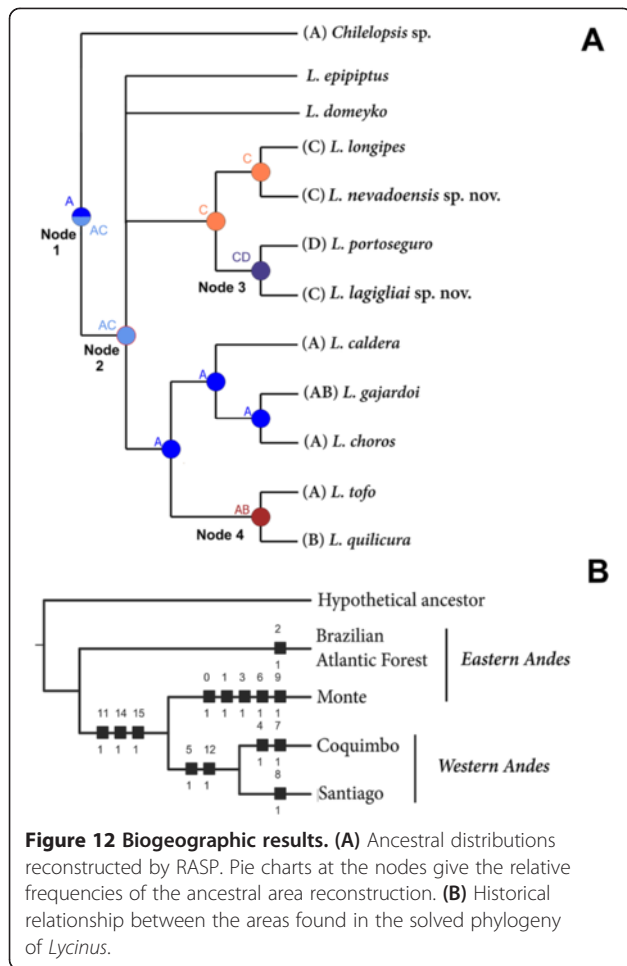 A
(A) Chilelopsis sp.
L. epipiptus
L. domeyko
C
(C) L. longipes
(C) L. nevadoensis sp. nov.
A
AC
Node
1
C
CD
(D) L. portoseguro
Node 3
(C) L. lagigliai sp. nov.
AC
Node
2
(A) L. caldera
A
(AB) L. gajardoi
A
(A) L. choros
A
(A) L. tofo
AB
Node 4
(B) L. quilicura
B
Hypothetical ancestor
2
1
Brazilian
Atlantic Forest
Eastern Andes
0 1 3 6 9
1 1 1 1 1
Monte
11 14 15
1 1 1
4 7
1 1
Coquimbo
5 12
1 1
Western Andes
8
1
Santiago
Figure 12 Biogeographic results. (A) Ancestral distributions
reconstructed by RASP. Pie charts at the nodes give the relative
frequencies of the ancestral area reconstruction. (B) Historical
relationship between the areas found in the solved phylogeny
of Lycinus.